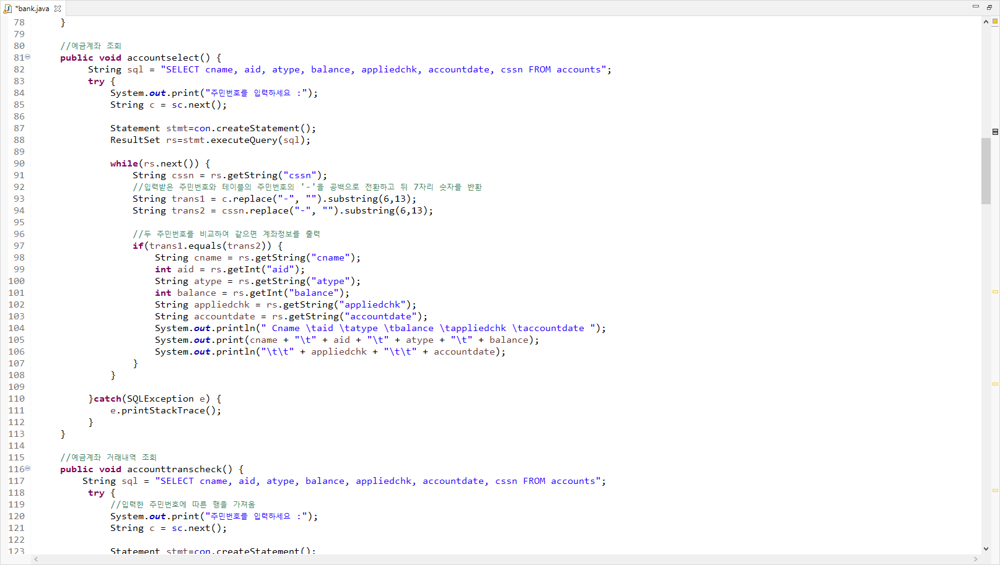 *bank.java
78 }
79
80 //예금계좌 조회
81 public void accountselect() {
82 String sql = "SELECT cname, aid, atype, balance, appliedchk, accountdate, cssn FROM accounts";
83 try {
84 System.out.print("주민번호를 입력하세요 :");
85 String c = sc.next();
86
87 Statement stmt=con.createStatement();
88 ResultSet rs=stmt.executeQuery(sql);
89
90 while(rs.next()) {
91 String cssn = rs.getString("cssn");
92 //입력받은 주민번호와 테이블의 주민번호의 '-'을 공백으로 전환하고 뒤 7자리 숫자를 반환
93 String trans1 = c.replace("-", "").substring(6,13);
94 String trans2 = cssn.replace("-", "").substring(6,13);
95
96 //두 주민번호를 비교하여 같으면 계좌정보를 출력
97 if(trans1.equals(trans2)) {
98 String cname = rs.getString("cname");
99 int aid = rs.getInt("aid");
100 String atype = rs.getString("atype");
101 int balance = rs.getInt("balance");
102 String appliedchk = rs.getString("appliedchk");
103 String accountdate = rs.getString("accountdate");
104 System.out.println(" Cname \taid \tatype \tbalance \tappliedchk \taccountdate ");
105 System.out.print(cname + "\t" + aid + "\t" + atype + "\t" + balance);
106 System.out.println("\t\t" + appliedchk + "\t\t" + accountdate);
107 }
108 }
109
110 }catch(SQLException e) {
111 e.printStackTrace();
112 }
113 }
114
115 //예금계좌 거래내역 조회
116 public void accounttranscheck() {
117 String sql = "SELECT cname, aid, atype, balance, appliedchk, accountdate, cssn FROM accounts";
118 try {
119 //입력한 주민번호에 따른 행을 가져옴
120 System.out.print("주민번호를 입력하세요 :");
121 String c = sc.next();
122
123 Statement stmt=con.createStatement();